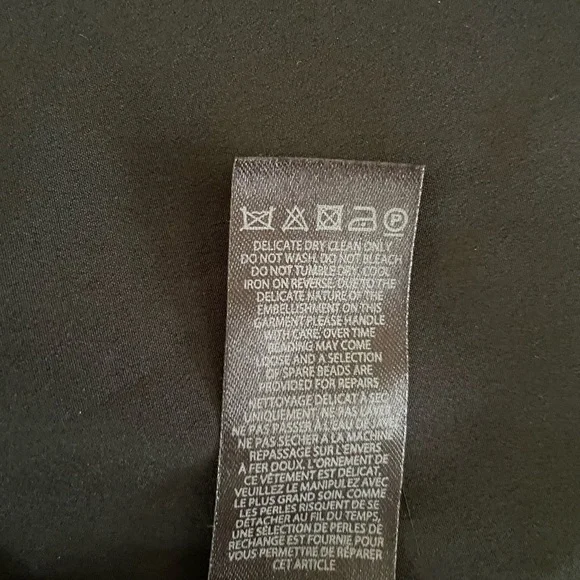 P
DELICATE DRY CLEAN ONLY
DO NOT WASH. DO NOT BLEACH
DO NOT TUMBLE DRY. COOL
IRON ON REVERSE. DUE TO THE
DELICATE NATURE OF THE
EMBELLISHMENT ON THIS
GARMENT PLEASE HANDLE
WITH CARE. OVER TIME
BEADING MAY COME
LOOSE AND A SELECTION
OF SPARE BEADS ARE
PROVIDED FOR REPAIRS
NETTOYAGE DÉLICAT À SEC
UNIQUEMENT. NE PAS LAVER
NE PAS PASSER À L'EAU DE
NE PAS SÉCHER À LA MACHINE
REPASSAGE SUR L'ENVERS
À FER DOUX. L'ORNEMENT DE
CE VÊTEMENT EST DÉLICAT,
VEUILLEZ LE MANIPULEZ AVEC
LE PLUS GRAND SOIN. COMME
LES PERLES RISQUENT DE SE
DÉTACHER AU FIL DU TEMPS,
UNE SÉLECTION DE PERLES DE
RECHANGE EST FOURNIE POUR
VOUS PERMETTRE DE RÉPARER
CET ARTICLE